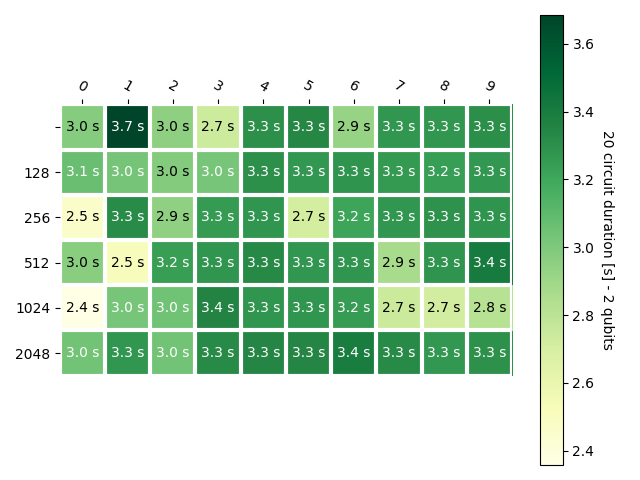 0 1 2 3 4 5 6 7 8 9
3.0 s 3.7 s 3.0 s 2.7 s 3.3 s 3.3 s 2.9 s 3.3 s 3.3 s 3.3 s
128 3.1 s 3.0 s 3.0 s 3.0 s 3.3 s 3.3 s 3.3 s 3.3 s 3.2 s 3.3 s
256 2.5 s 3.3 s 2.9 s 3.3 s 3.3 s 2.7 s 3.2 s 3.3 s 3.3 s 3.3 s
512 3.0 s 2.5 s 3.2 s 3.3 s 3.3 s 3.3 s 3.3 s 2.9 s 3.3 s 3.4 s
1024 2.4 s 3.0 s 3.0 s 3.4 s 3.3 s 3.3 s 3.2 s 2.7 s 2.7 s 2.8 s
2048 3.0 s 3.3 s 3.0 s 3.3 s 3.3 s 3.3 s 3.4 s 3.3 s 3.3 s 3.3 s
3.6
3.4
3.2
3.0
2.8
2.6
2.4
20 circuit duration [s] - 2 qubits